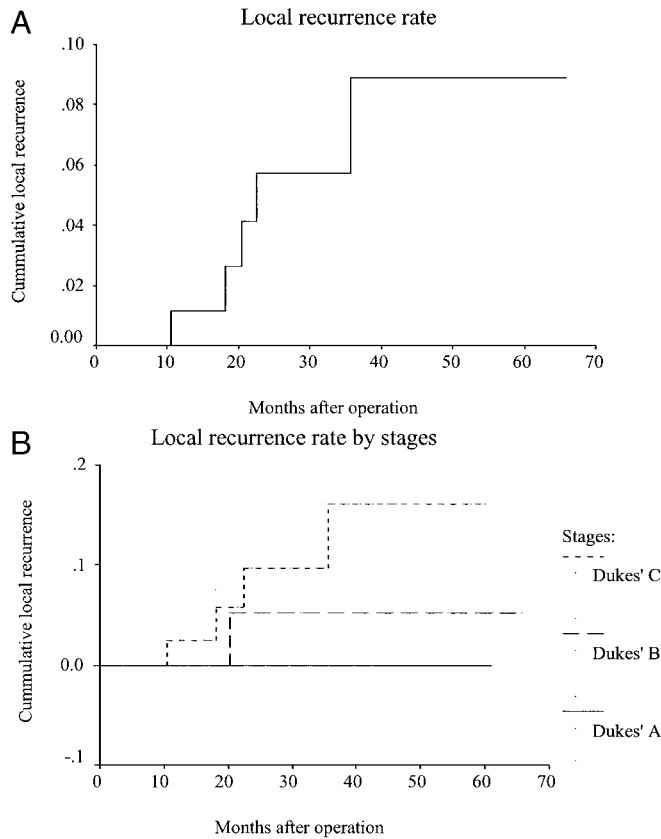 A
Local recurrence rate
Cummulative local recurrence
.10
.08
.06
.04
.02
0.00
0 10 20 30 40 50 60 70
Months after operation
B
Local recurrence rate by stages
Cummulative local recurrence
.2
.1
0.0
-.1
0 10 20 30 40 50 60 70
Months after operation
Stages:
Dukes' C
Dukes' B
Dukes' A